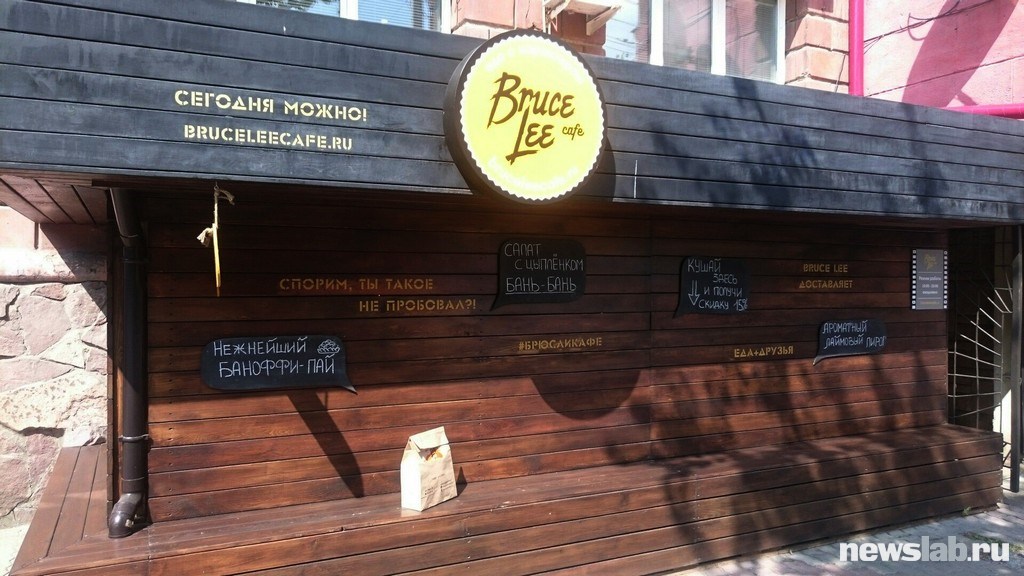 СЕГОДНЯ МОЖНО!
BRUCELEECAFE.RU
BRUCE
LEE cafe
СПОРИМ, ТЫ ТАКОЕ
НЕ ПРОБОВАЛ?!
САЛАТ
С ЦЫПЛЁНКОМ
БАНЬ-БАНЬ
КУШАЙ
ЗДЕСЬ
И ПОЛУЧИ
СКИДКУ -15%
BRUCE LEE
ДОСТАВЛЯЕТ
НЕЖНЕЙШИЙ
БАНОФФИ-ПАЙ
#БРЮСЛИКАФЕ
ЕДА+ДРУЗЬЯ
АРОМАТНЫЙ
ЛАЙМОВЫЙ ПИРОГ
newslab.ru